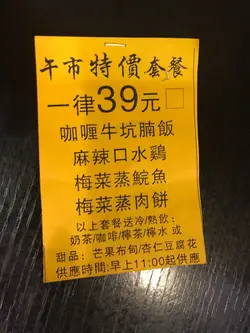 午市特價套餐
一律39元
咖喱牛坑腩飯
麻辣口水鷄
梅菜蒸鯇魚
梅菜蒸肉餅
以上套餐送冷/熱飲：
奶茶/咖啡/檸茶/檸水 或
甜品：芒果布甸/杏仁豆腐花
供應時間:早上11:00起供應